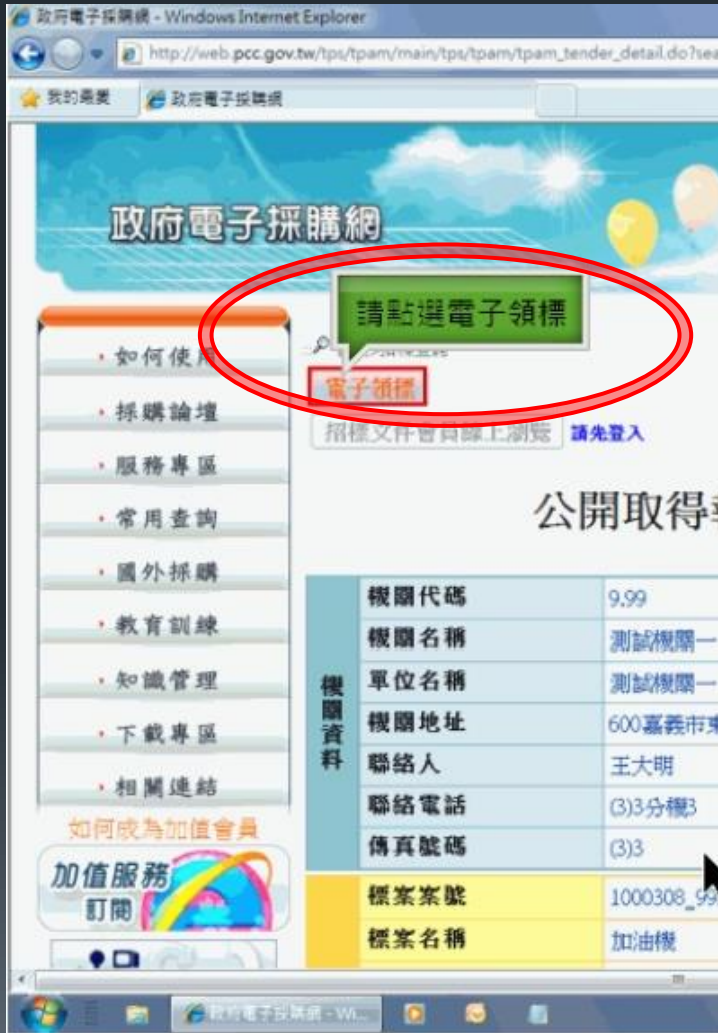 政府電子採購網 - Windows Internet Explorer
http://web.pcc.gov.tw/tps/tpam/main/tps/tpam/tpam_tender_detail.do?sea
我的最愛 政府電子採購網
政府電子採購網
請點選電子領標
電子領標
招標文件會員線上瀏覽 請先登入
公開取得
如何使用
採購論壇
服務專區
常用查詢
國外採購
教育訓練
知識管理
下載專區
相關連結
如何成為加值會員
加值服務
訂閱
機關資料
機關代碼 9.99
機關名稱 測試機關一
單位名稱 測試機關一
機關地址 600嘉義市東
聯絡人 王大明
聯絡電話 (3)3分機3
傳真號碼 (3)3
標案案號 1000308_99
標案名稱 加油機
政府電子採購網 - Wi...